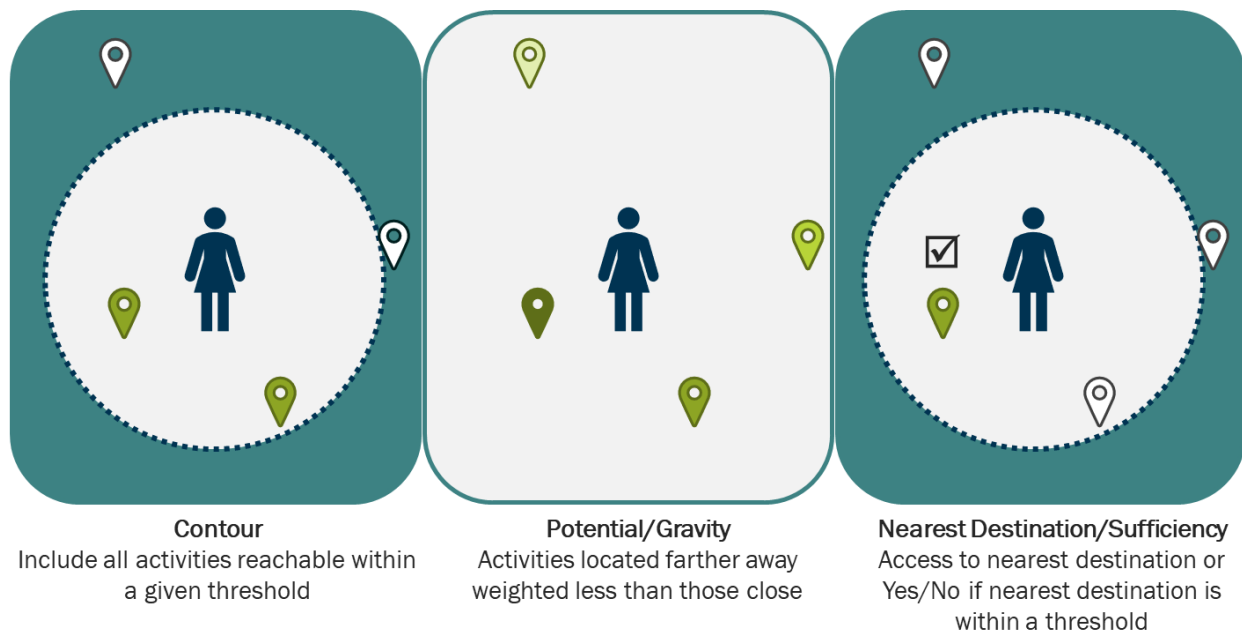 Contour
Include all activities reachable within
a given threshold
Potential/Gravity
Activities located farther away
weighted less than those close
Nearest Destination/Sufficiency
Access to nearest destination or
Yes/No if nearest destination is
within a threshold